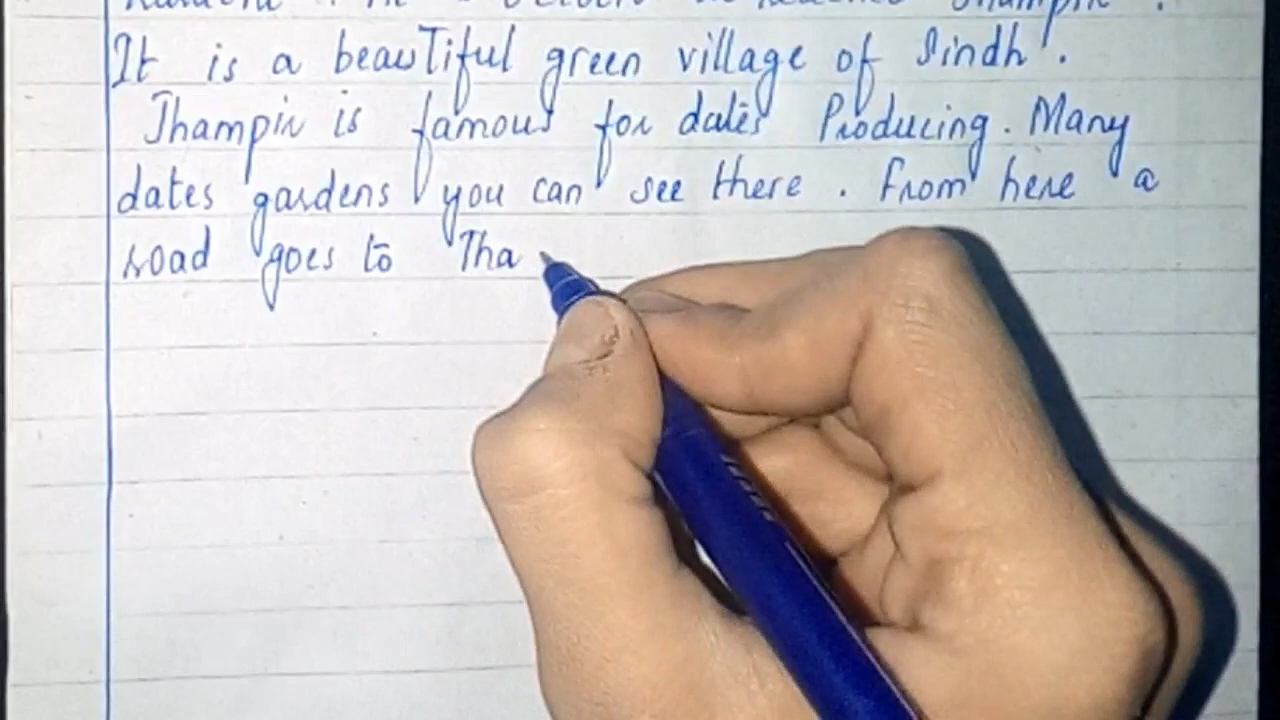 It is a beautiful green village of Sindh.
Jhampir is famous for dates Producing. Many
dates gardens you can see there. From here a
road goes to Tha